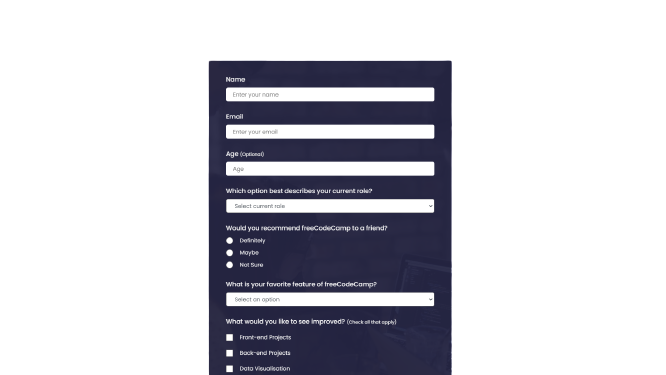 Name
Enter your name
Email
Enter your email
Age (Optional)
Age
Which option best describes your current role?
Select current role
Would you recommend freeCodeCamp to a friend?
Definitely
Maybe
Not Sure
What is your favorite feature of freeCodeCamp?
Select an option
What would you like to see improved? (Check all that apply)
Front-end Projects
Back-end Projects
Data Visualisation